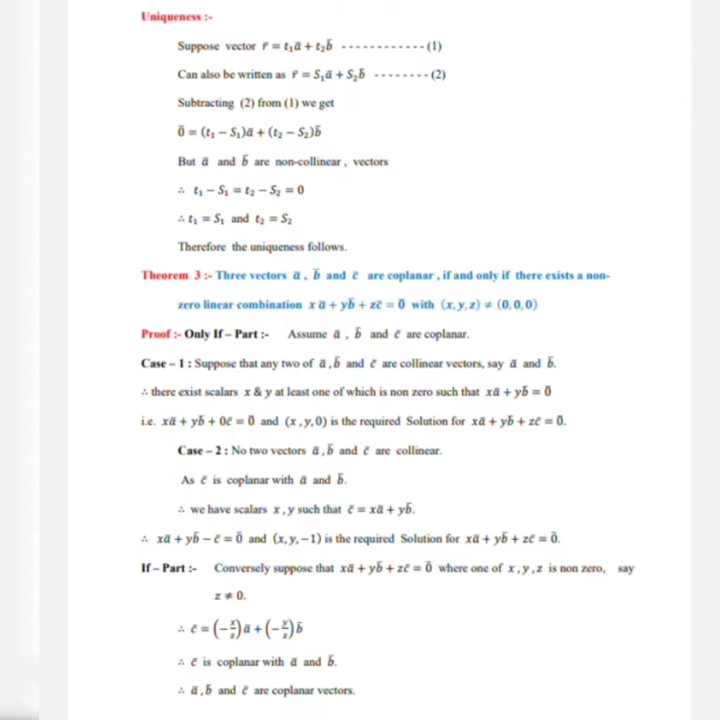 Uniqueness :-
Suppose vector r̄ = t₁ā + t₂b̄ - - - - - - - - - - - - (1)
Can also be written as r̄ = S₁ā + S₂b̄ - - - - - - - - (2)
Subtracting (2) from (1) we get
0̄ = (t₁ − S₁)ā + (t₂ − S₂)b̄
But ā and b̄ are non-collinear , vectors
∴ t₁ − S₁ = t₂ − S₂ = 0
∴ t₁ = S₁ and t₂ = S₂
Therefore the uniqueness follows.
Theorem 3 :- Three vectors ā , b̄ and c̄ are coplanar , if and only if there exists a non-
zero linear combination x ā + yb̄ + zc̄ = 0̄ with (x, y, z) ≠ (0, 0, 0)
Proof :- Only If – Part :- Assume ā , b̄ and c̄ are coplanar.
Case – 1 : Suppose that any two of ā , b̄ and c̄ are collinear vectors, say ā and b̄.
∴ there exist scalars x & y at least one of which is non zero such that xā + yb̄ = 0̄
i.e. xā + yb̄ + 0c̄ = 0̄ and (x , y, 0) is the required Solution for xā + yb̄ + zc̄ = 0̄.
Case – 2 : No two vectors ā , b̄ and c̄ are collinear.
As c̄ is coplanar with ā and b̄.
∴ we have scalars x , y such that c̄ = xā + yb̄.
∴ xā + yb̄ − c̄ = 0̄ and (x, y, −1) is the required Solution for xā + yb̄ + zc̄ = 0̄.
If – Part :- Conversely suppose that xā + yb̄ + zc̄ = 0̄ where one of x , y , z is non zero, say
z ≠ 0.
∴ c̄ = (−x/z)ā + (−y/z)b̄
∴ c̄ is coplanar with ā and b̄.
∴ ā , b̄ and c̄ are coplanar vectors.